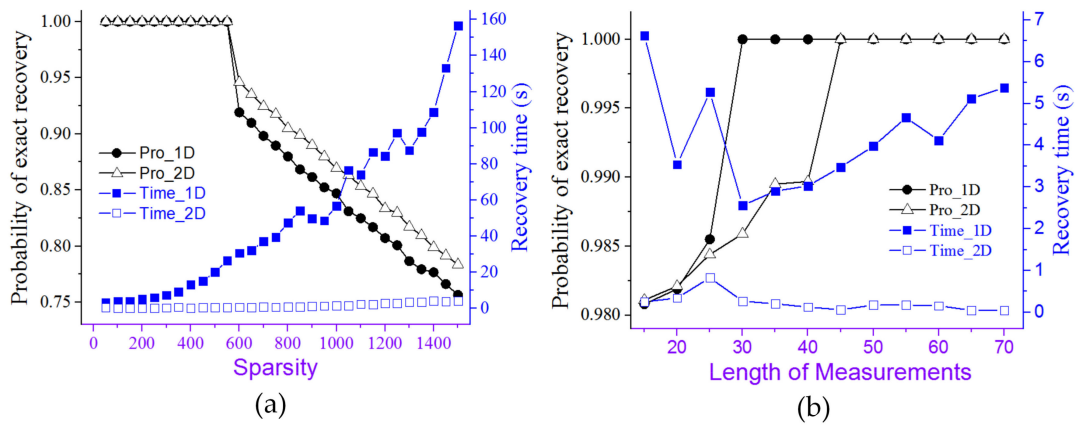 Probability of exact recovery
1.00
0.95
0.90
0.85
0.80
0.75
Pro_1D
Pro_2D
Time_1D
Time_2D
160
140
120
100
80
60
40
20
0
Recovery time (s)
0 200 400 600 800 1000 1200 1400
Sparsity
(a)
Probability of exact recovery
1.000
0.995
0.990
0.985
0.980
Pro_1D
Pro_2D
Time_1D
Time_2D
7
6
5
4
3
2
1
0
Recovery time (s)
20 30 40 50 60 70
Length of Measurements
(b)